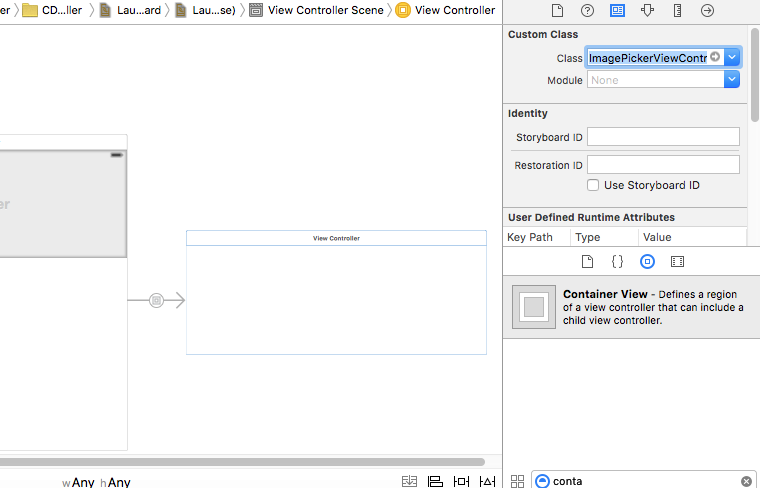 er CD...ller Lau...ard Lau...se) View Controller Scene View Controller
Custom Class
Class ImagePickerViewContr
Module None
Identity
Storyboard ID
Restoration ID
Use Storyboard ID
User Defined Runtime Attributes
Key Path Type Value
er
View Controller
{}
Container View - Defines a region
of a view controller that can include a
child view controller.
wAny hAny
conta